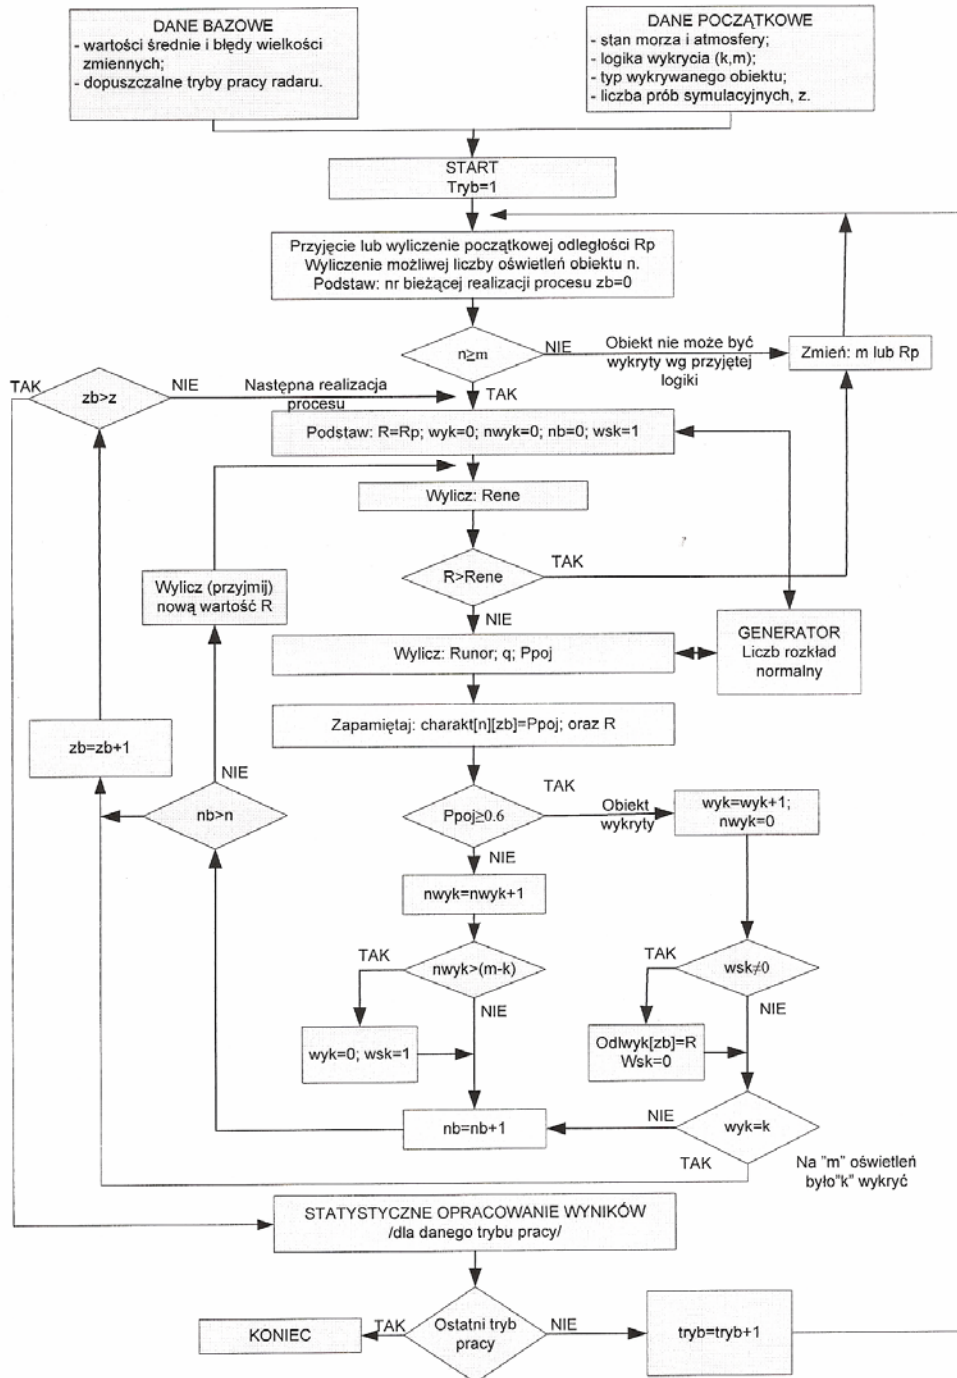 DANE BAZOWE
- wartości średnie i błędy wielkości
zmiennych;
- dopuszczalne tryby pracy radaru.
DANE POCZĄTKOWE
- stan morza i atmosfery;
- logika wykrycia (k,m);
- typ wykrywanego obiektu;
- liczba prób symulacyjnych, z.
START
Tryb=1
Przyjęcie lub wyliczenie początkowej odległości Rp
Wyliczenie możliwej liczby oświetleń obiektu n.
Podstaw: nr bieżącej realizacji procesu zb=0
n≥m
NIE
Obiekt nie może być
wykryty wg przyjętej
logiki
Zmień: m lub Rp
TAK
TAK
zb>z
NIE
Następna realizacja
procesu
Podstaw: R=Rp; wyk=0; nwyk=0; nb=0; wsk=1
Wylicz: Rene
R>Rene
TAK
NIE
Wylicz (przyjmij)
nową wartość R
GENERATOR
Liczb rozkład
normalny
Wylicz: Runor; q; Ppoj
Zapamiętaj: charakt[n][zb]=Ppoj; oraz R
zb=zb+1
NIE
nb>n
Ppoj≥0.6
TAK
Obiekt
wykryty
wyk=wyk+1;
nwyk=0
NIE
nwyk=nwyk+1
TAK
nwyk>(m-k)
NIE
TAK
wsk≠0
NIE
wyk=0; wsk=1
Odlwyk[zb]=R
Wsk=0
nb=nb+1
NIE
wyk=k
TAK
Na "m" oświetleń
było"k" wykryć
STATYSTYCZNE OPRACOWANIE WYNIKÓW
/dla danego trybu pracy/
KONIEC
TAK
Ostatni tryb
pracy
NIE
tryb=tryb+1